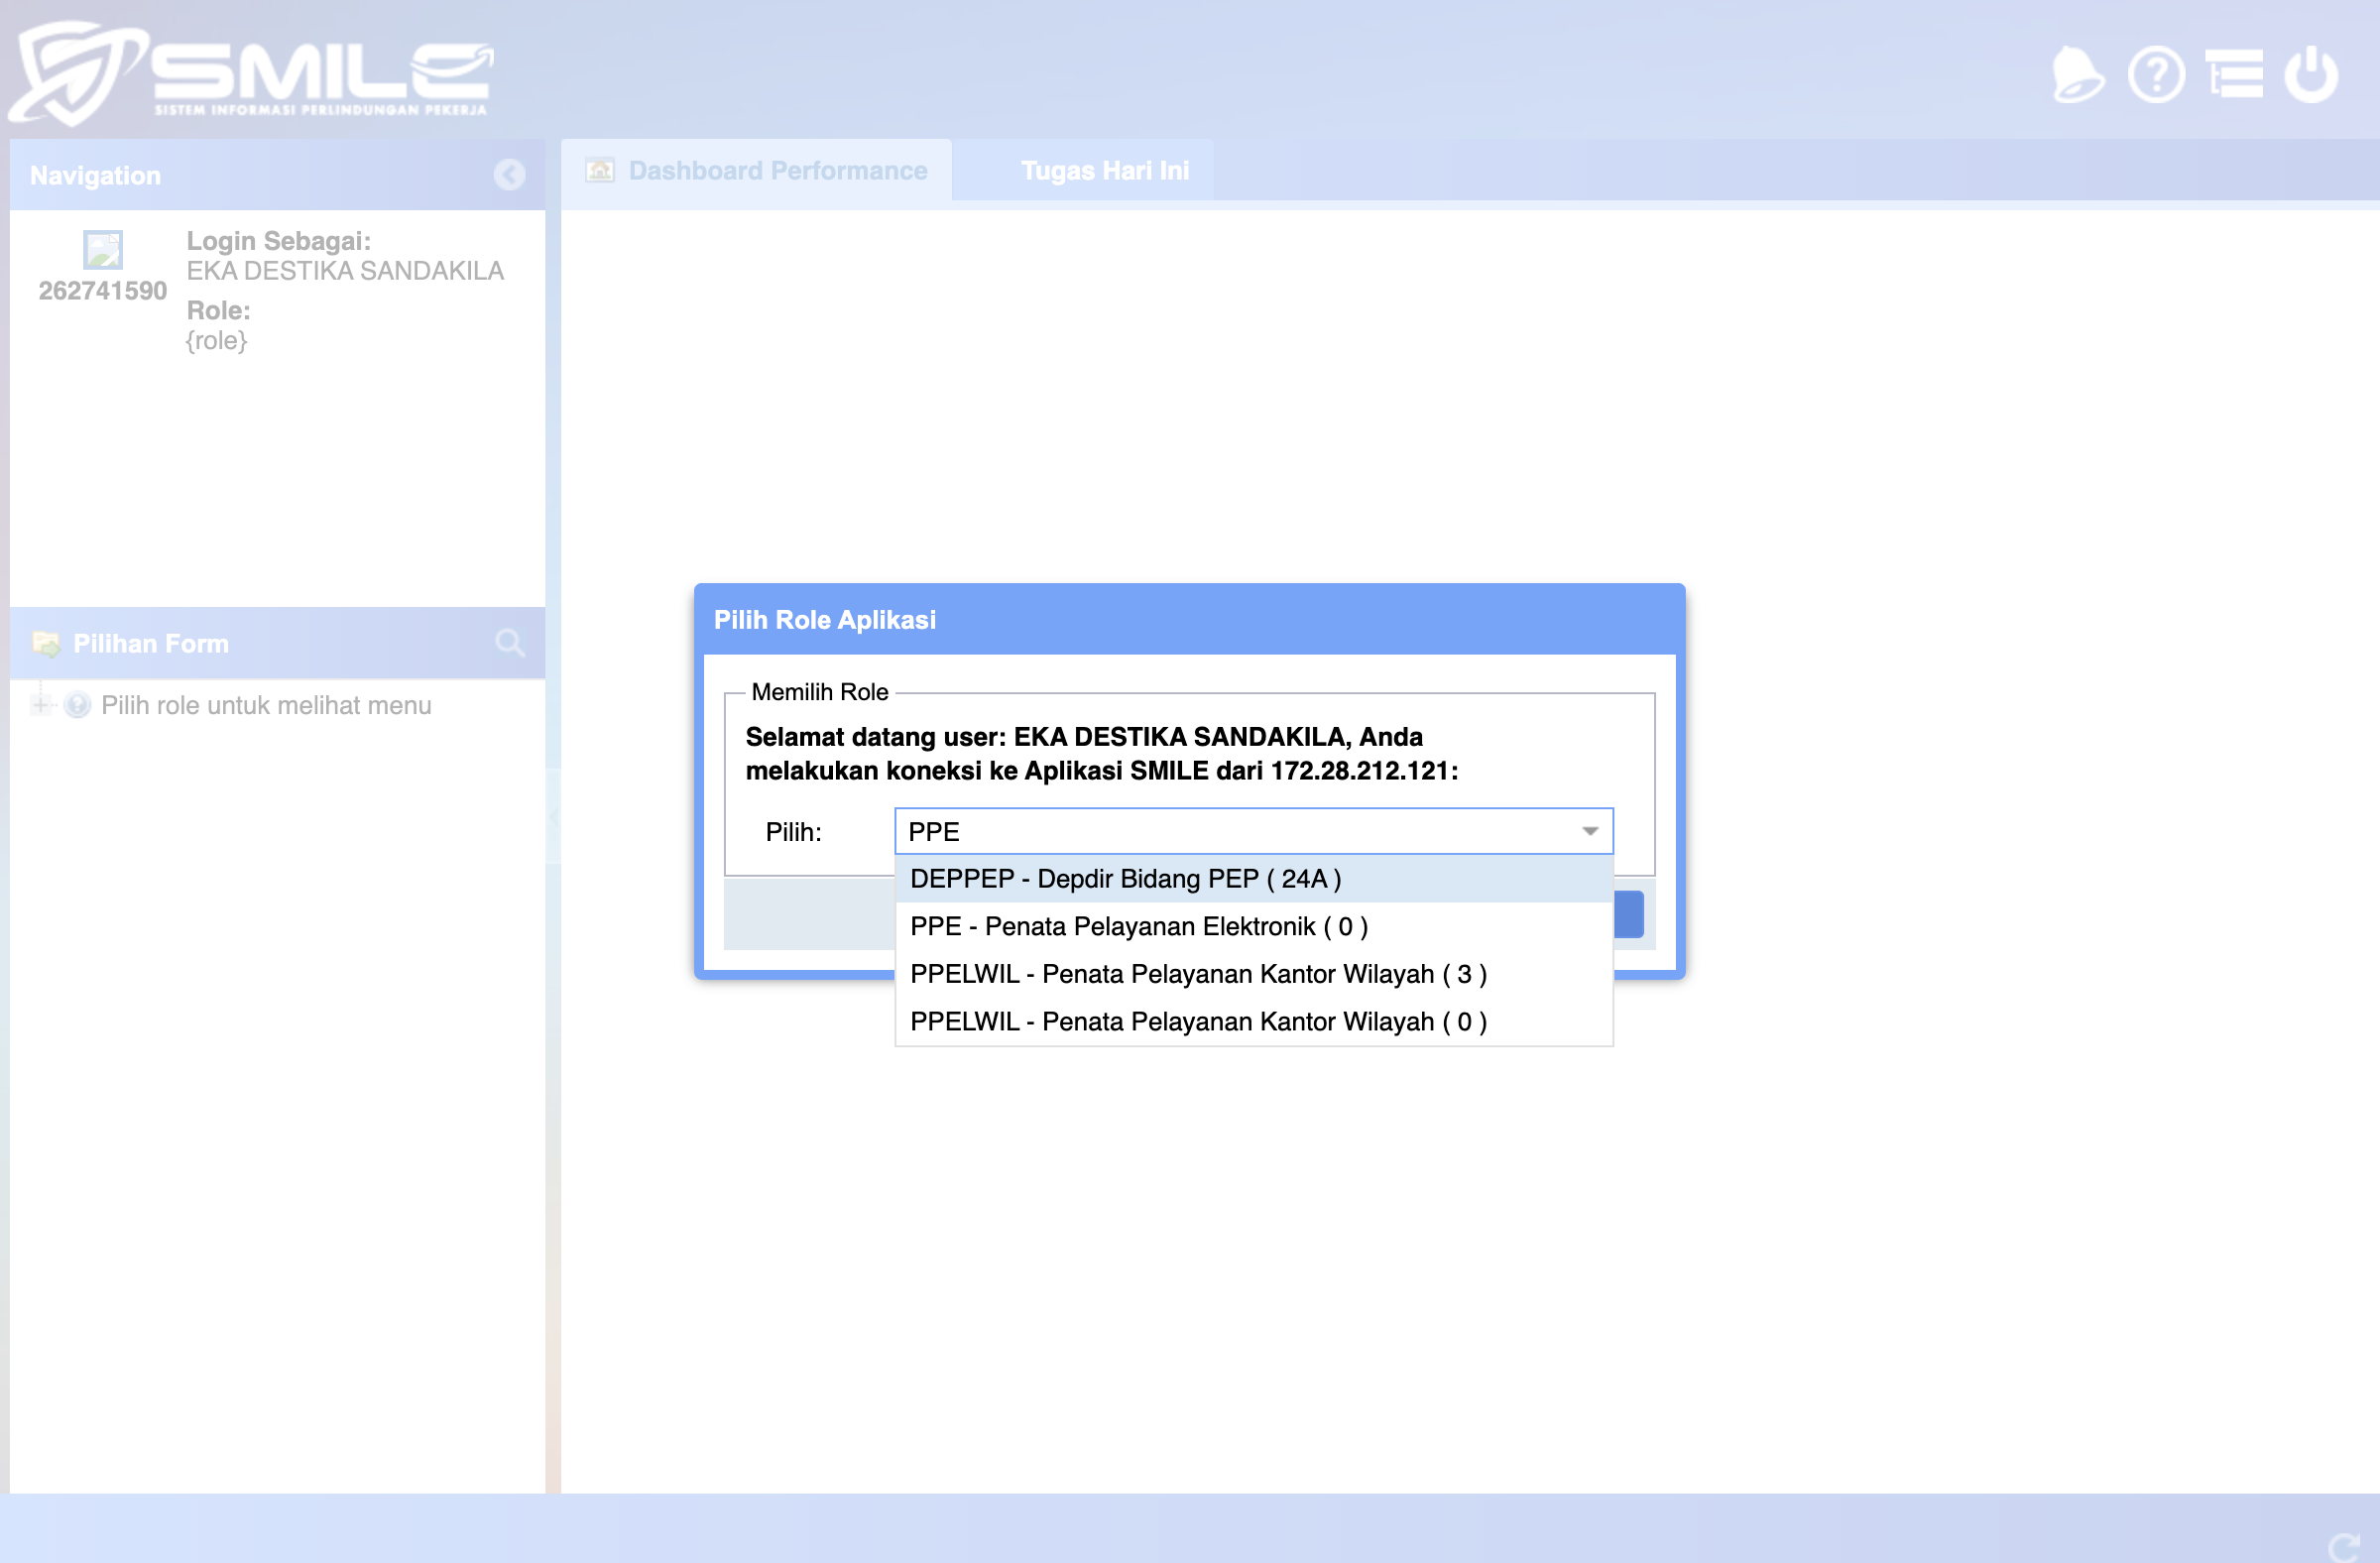 SMILE
SISTEM INFORMASI PERLINDUNGAN PEKERJA
Navigation
Dashboard Performance
Tugas Hari Ini
262741590
Login Sebagai:
EKA DESTIKA SANDAKILA
Role:
{role}
Pilihan Form
Pilih role untuk melihat menu
Pilih Role Aplikasi
Memilih Role
Selamat datang user: EKA DESTIKA SANDAKILA, Anda
melakukan koneksi ke Aplikasi SMILE dari 172.28.212.121:
Pilih:
PPE
DEPPEP - Depdir Bidang PEP ( 24A )
PPE - Penata Pelayanan Elektronik ( 0 )
PPELWIL - Penata Pelayanan Kantor Wilayah ( 3 )
PPELWIL - Penata Pelayanan Kantor Wilayah ( 0 )